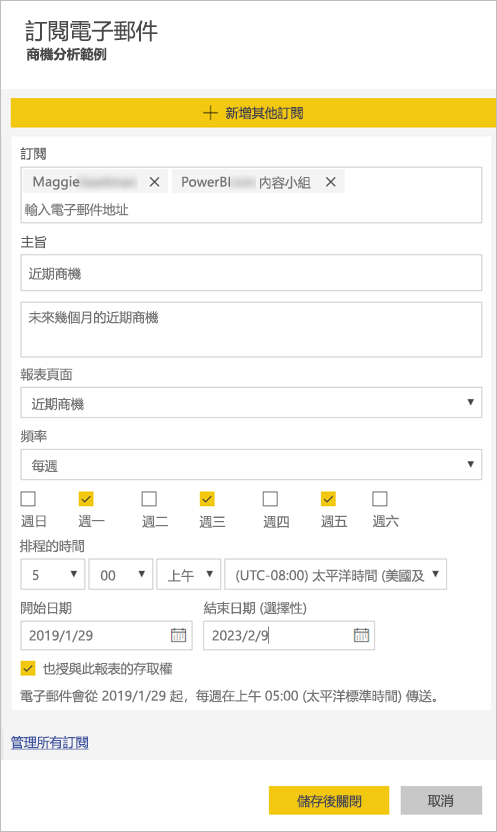 訂閱電子郵件
商機分析範例
新增其他訂閱
訂閱
Maggie PowerBI 內容小組
輸入電子郵件地址
主旨
近期商機
未來幾個月的近期商機
報表頁面
近期商機
頻率
每週
週日 週一 週二 週三 週四 週五 週六
排程的時間
5 00 上午 (UTC-08:00) 太平洋時間 (美國及
開始日期 結束日期 (選擇性)
2019/1/29 2023/2/9
也授與此報表的存取權
電子郵件會從 2019/1/29 起，每週在上午 05:00 (太平洋標準時間) 傳送。
管理所有訂閱
儲存後關閉 取消